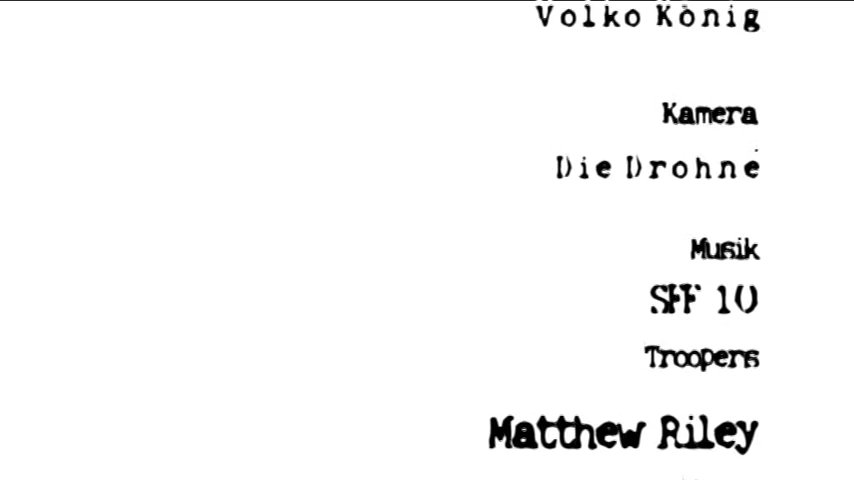 Volko König
Kamera
Die Drohne
Musik
SFF 10
Troopers
Matthew Riley